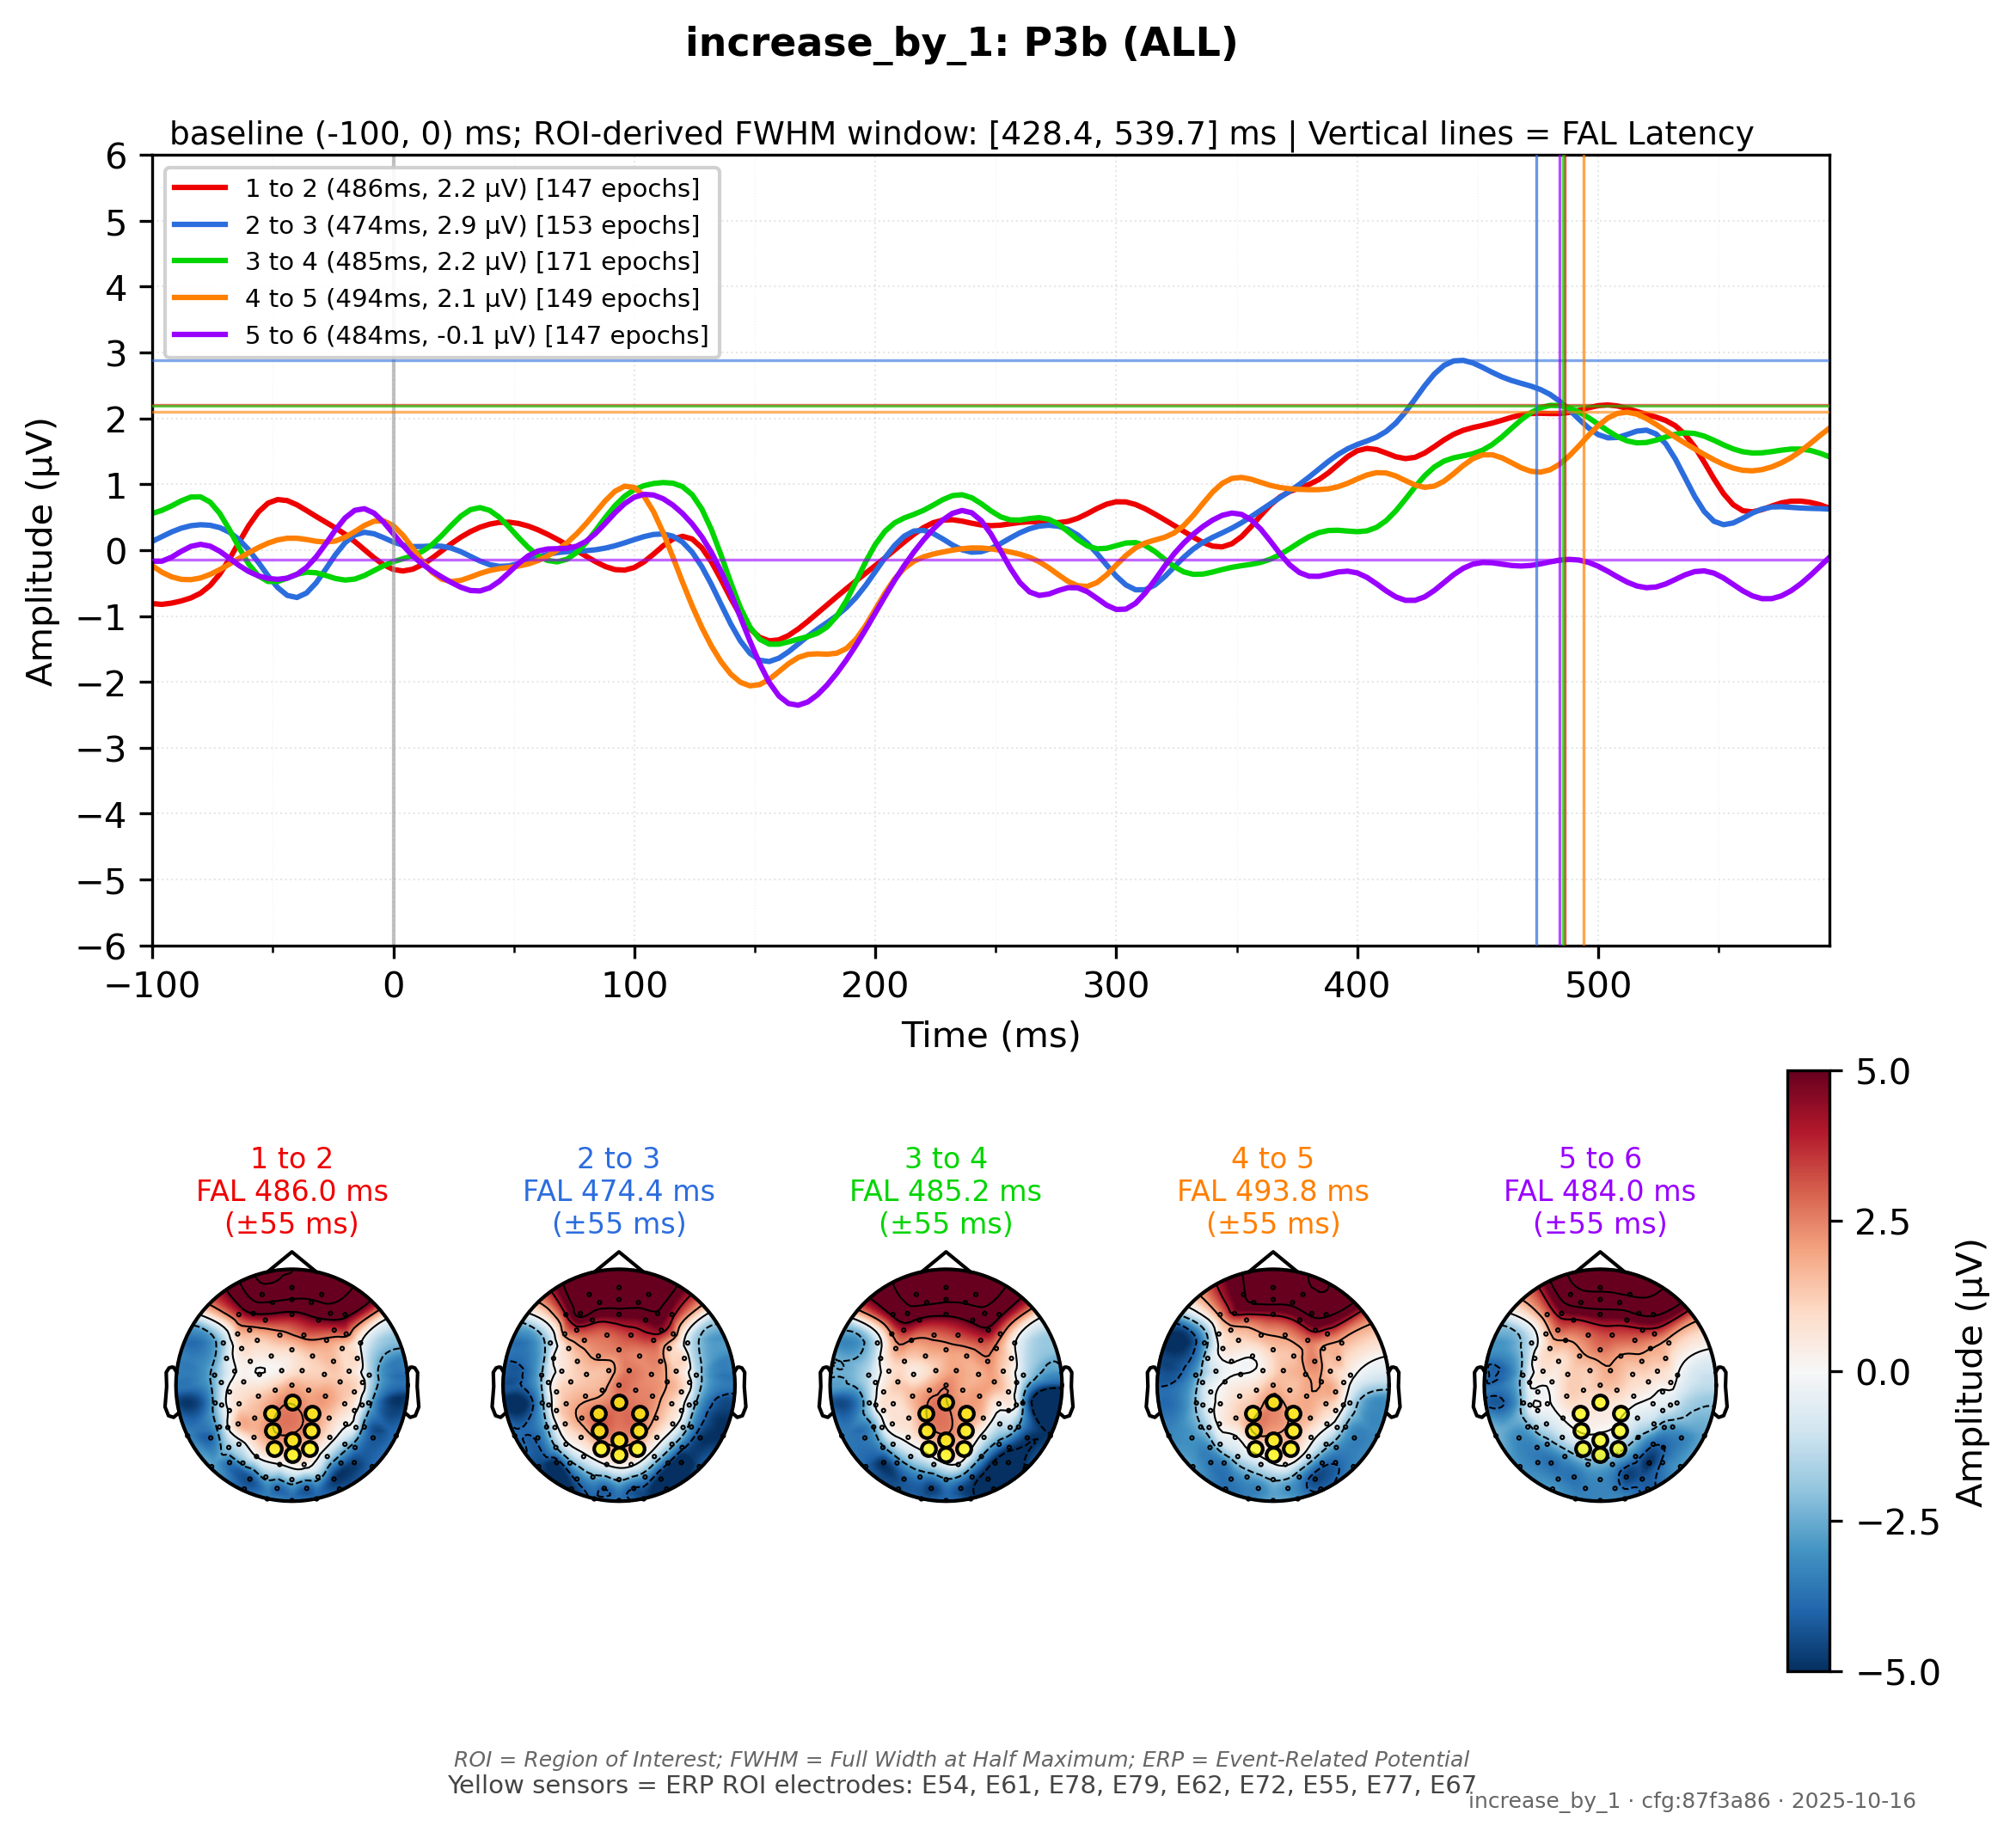 increase_by_1: P3b (ALL)
baseline (-100, 0) ms; ROI-derived FWHM window: [428.4, 539.7] ms | Vertical lines = FAL Latency
1 to 2 (486ms, 2.2 μV) [147 epochs]
2 to 3 (474ms, 2.9 μV) [153 epochs]
3 to 4 (485ms, 2.2 μV) [171 epochs]
4 to 5 (494ms, 2.1 μV) [149 epochs]
5 to 6 (484ms, -0.1 μV) [147 epochs]
Amplitude (μV)
6
5
4
3
2
1
0
−1
−2
−3
−4
−5
−6
−100 0 100 200 300 400 500
Time (ms)
1 to 2
FAL 486.0 ms
(±55 ms)
2 to 3
FAL 474.4 ms
(±55 ms)
3 to 4
FAL 485.2 ms
(±55 ms)
4 to 5
FAL 493.8 ms
(±55 ms)
5 to 6
FAL 484.0 ms
(±55 ms)
5.0
2.5
0.0
−2.5
−5.0
Amplitude (μV)
ROI = Region of Interest; FWHM = Full Width at Half Maximum; ERP = Event-Related Potential
Yellow sensors = ERP ROI electrodes: E54, E61, E78, E79, E62, E72, E55, E77, E67
increase_by_1 · cfg:87f3a86 · 2025-10-16